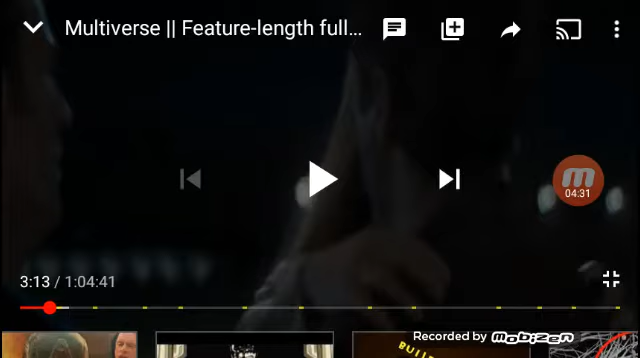 Multiverse || Feature-length full...
04:31
3:13 / 1:04:41
Recorded by mobizen